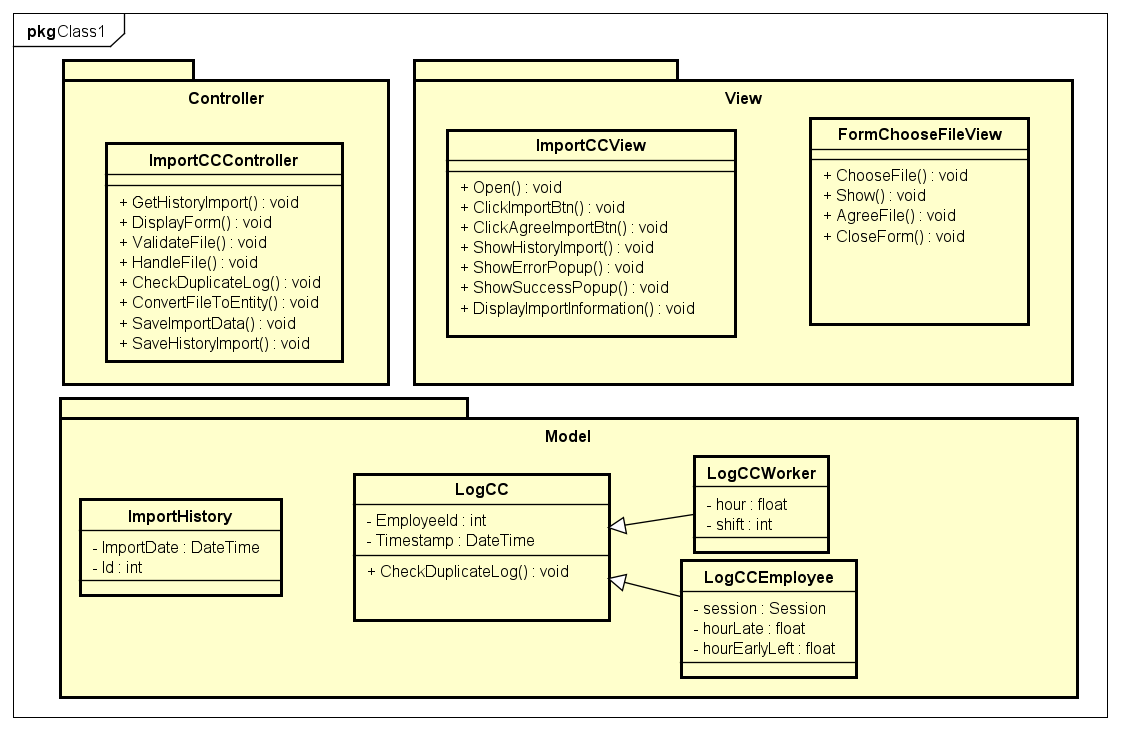 pkg Class1
Controller
ImportCCController
+ GetHistoryImport() : void
+ DisplayForm() : void
+ ValidateFile() : void
+ HandleFile() : void
+ CheckDuplicateLog() : void
+ ConvertFileToEntity() : void
+ SaveImportData() : void
+ SaveHistoryImport() : void
View
ImportCCView
+ Open() : void
+ ClickImportBtn() : void
+ ClickAgreeImportBtn() : void
+ ShowHistoryImport() : void
+ ShowErrorPopup() : void
+ ShowSuccessPopup() : void
+ DisplayImportInformation() : void
FormChooseFileView
+ ChooseFile() : void
+ Show() : void
+ AgreeFile() : void
+ CloseForm() : void
Model
ImportHistory
- ImportDate : DateTime
- Id : int
LogCC
- EmployeeId : int
- Timestamp : DateTime
+ CheckDuplicateLog() : void
LogCCWorker
- hour : float
- shift : int
LogCCEmployee
- session : Session
- hourLate : float
- hourEarlyLeft : float